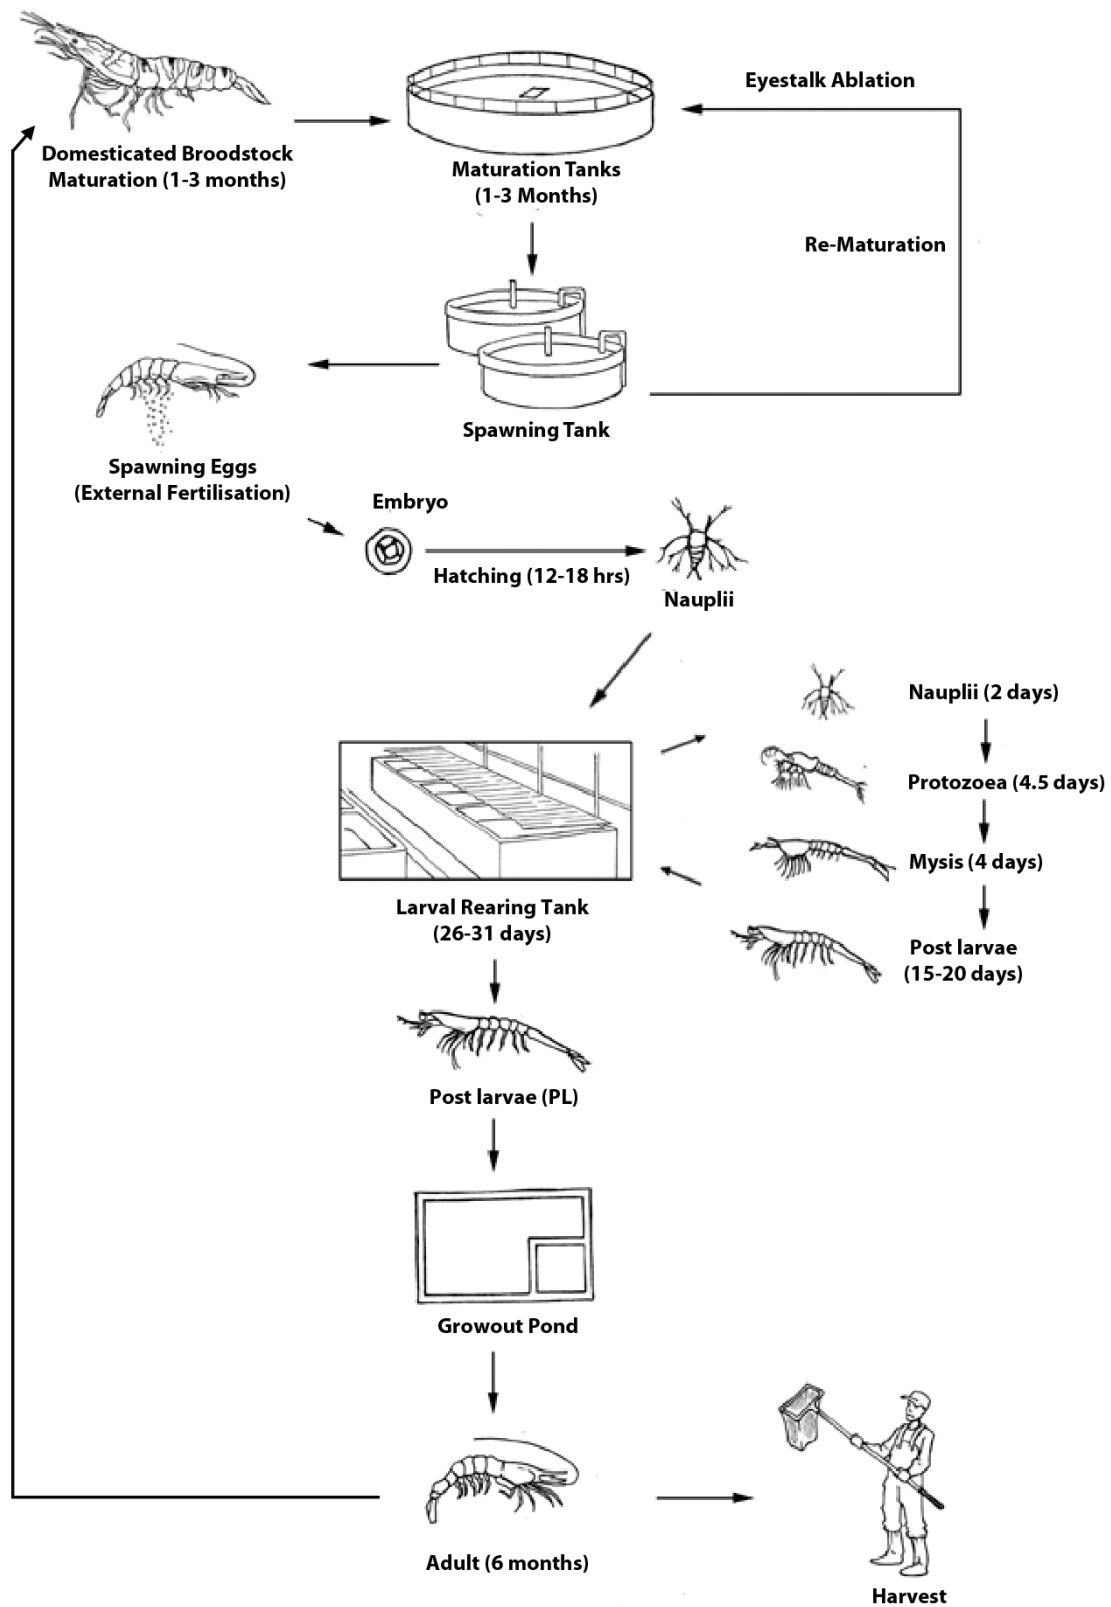 Eyestalk Ablation
Domesticated Broodstock
Maturation (1-3 months)
Maturation Tanks
(1-3 Months)
Re-Maturation
Spawning Tank
Spawning Eggs
(External Fertilisation)
Embryo
Hatching (12-18 hrs)
Nauplii
Nauplii (2 days)
Protozoea (4.5 days)
Mysis (4 days)
Post larvae
(15-20 days)
Larval Rearing Tank
(26-31 days)
Post larvae (PL)
Growout Pond
Adult (6 months)
Harvest